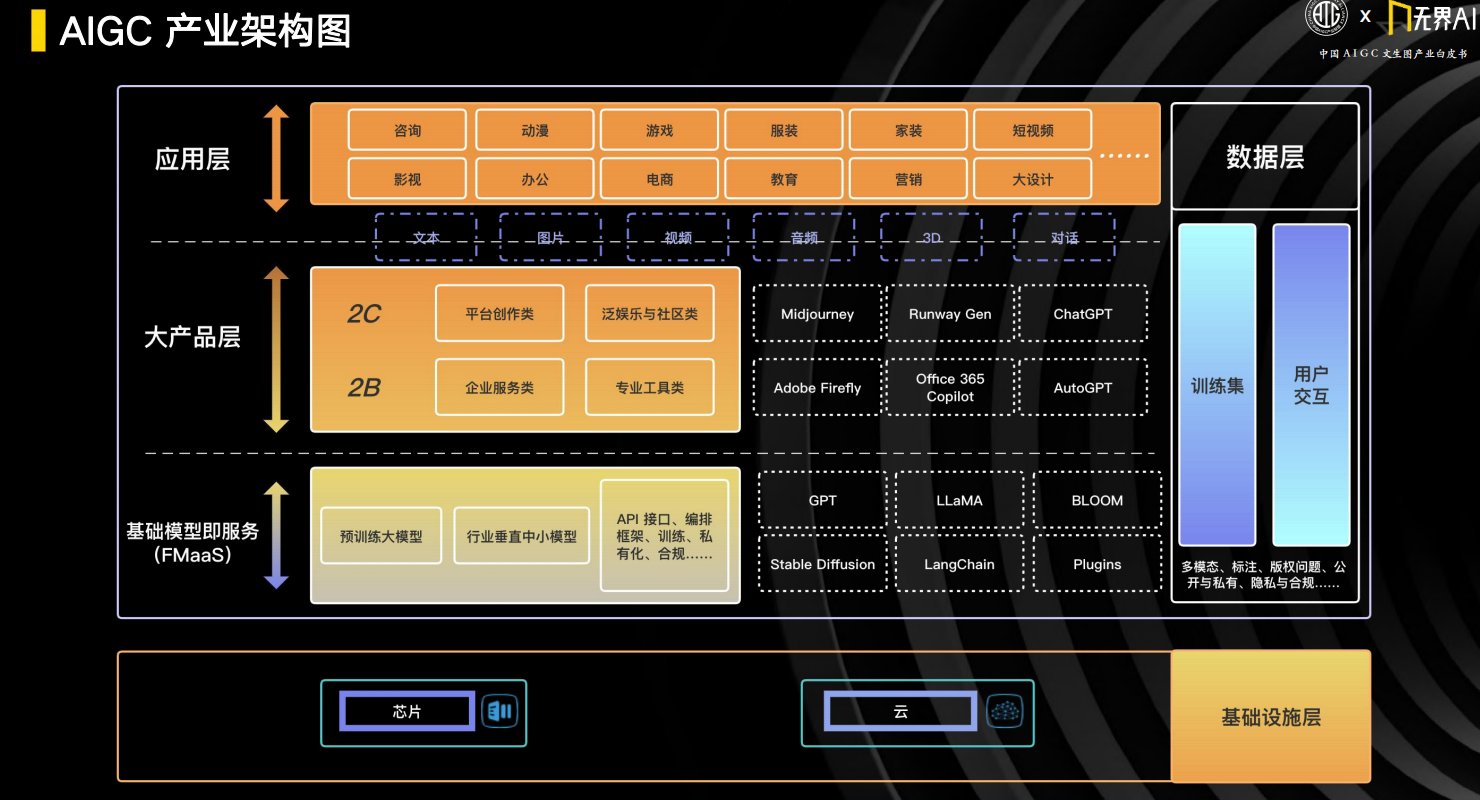 AIGC 产业架构图
X
无界AI
中国 AIGC 文生图产业白皮书
应用层
咨询
动漫
游戏
服装
家装
短视频
......
影视
办公
电商
教育
营销
大设计
数据层
文本
图片
视频
音频
3D
对话
大产品层
2C
平台创作类
泛娱乐与社区类
Midjourney
Runway Gen
ChatGPT
2B
企业服务类
专业工具类
Adobe Firefly
Office 365
Copilot
AutoGPT
训练集
用户
交互
基础模型即服务
（FMaaS）
预训练大模型
行业垂直中小模型
API 接口、编排
框架、训练、私
有化、合规......
GPT
LLaMA
BLOOM
Stable Diffusion
LangChain
Plugins
多模态、标注、版权问题、公
开与私有、隐私与合规......
芯片
云
基础设施层